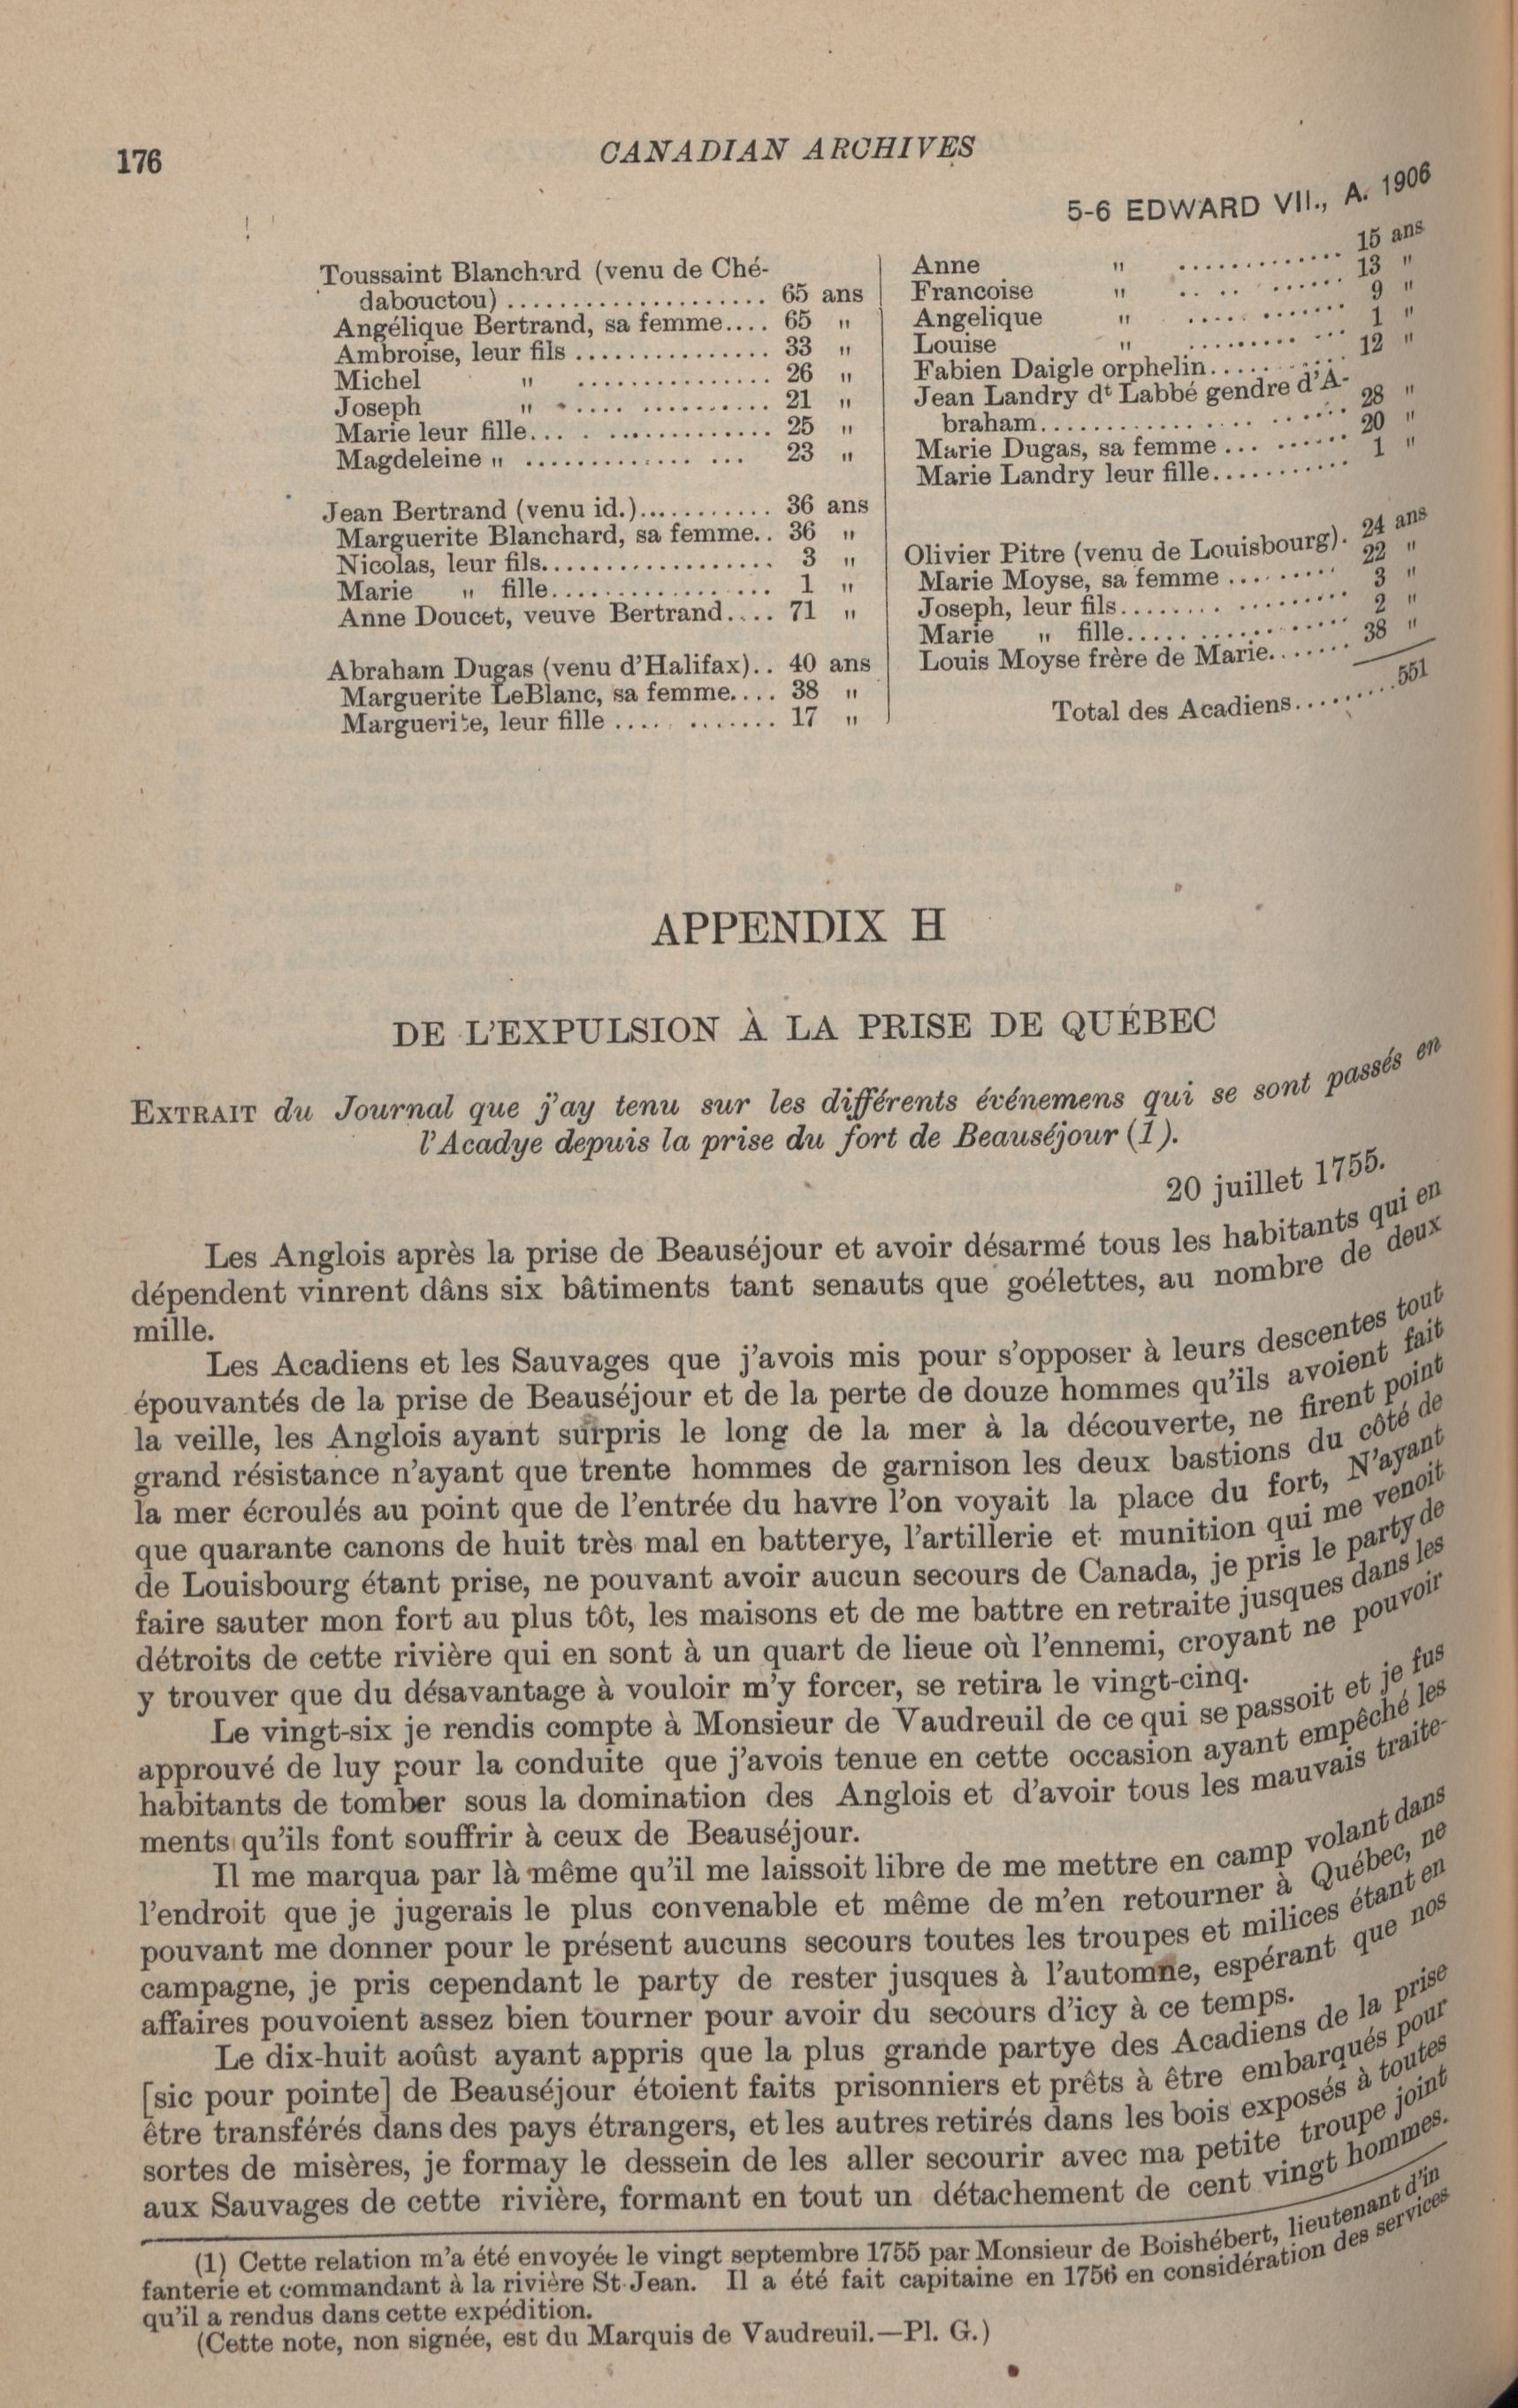 176
CANADIAN ARCHIVES
5-6 EDWARD VII., A. 1906
Toussaint Blanchard (venu de Ché-
dabouctou) .................... 65 ans
Angélique Bertrand, sa femme.... 65 "
Ambroise, leur fils ............... 33 "
Michel " ............... 26 "
Joseph " .............. 21 "
Marie leur fille.................. 25 "
Magdeleine " ................ 23 "
Jean Bertrand (venu id.)........... 36 ans
Marguerite Blanchard, sa femme.. 36 "
Nicolas, leur fils.................. 3 "
Marie " fille................. 1 "
Anne Doucet, veuve Bertrand.... 71 "
Abraham Dugas (venu d'Halifax).. 40 ans
Marguerite LeBlanc, sa femme.... 38 "
Marguerite, leur fille ........... 17 "
Anne " ............. 15 ans
Francoise " ............ 13 "
Angelique " ............ 9 "
Louise " ............ 1 "
Fabien Daigle orphelin........... 12 "
Jean Landry dt Labbé gendre d'A-
braham........................ 28 "
Marie Dugas, sa femme ......... 20 "
Marie Landry leur fille........... 1 "
Olivier Pitre (venu de Louisbourg). 24 ans
Marie Moyse, sa femme .......... 22 "
Joseph, leur fils................. 3 "
Marie " fille................. 2 "
Louis Moyse frère de Marie........ 38 "
Total des Acadiens.........551
APPENDIX H
DE L'EXPULSION À LA PRISE DE QUÉBEC
EXTRAIT du Journal que j'ay tenu sur les différents événemens qui se sont passés en
l'Acadye depuis la prise du fort de Beauséjour (1).
20 juillet 1755.
Les Anglois après la prise de Beauséjour et avoir désarmé tous les habitants qui en
dépendent vinrent dâns six bâtiments tant senauts que goélettes, au nombre de deux
mille.
Les Acadiens et les Sauvages que j'avois mis pour s'opposer à leurs descentes tout
épouvantés de la prise de Beauséjour et de la perte de douze hommes qu'ils avoient fait
la veille, les Anglois ayant surpris le long de la mer à la découverte, ne firent point
grand résistance n'ayant que trente hommes de garnison les deux bastions du côté de
la mer écroulés au point que de l'entrée du havre l'on voyait la place du fort, N'ayant
que quarante canons de huit très mal en batterye, l'artillerie et munition qui me venoit
de Louisbourg étant prise, ne pouvant avoir aucun secours de Canada, je pris le party de
faire sauter mon fort au plus tôt, les maisons et de me battre en retraite jusques dans les
détroits de cette rivière qui en sont à un quart de lieue où l'ennemi, croyant ne pouvoir
y trouver que du désavantage à vouloir m'y forcer, se retira le vingt-cinq.
Le vingt-six je rendis compte à Monsieur de Vaudreuil de ce qui se passoit et je fus
approuvé de luy pour la conduite que j'avois tenue en cette occasion ayant empêché les
habitants de tomber sous la domination des Anglois et d'avoir tous les mauvais traite-
ments qu'ils font souffrir à ceux de Beauséjour.
Il me marqua par là même qu'il me laissoit libre de me mettre en camp volant dans
l'endroit que je jugerais le plus convenable et même de m'en retourner à Québec, ne
pouvant me donner pour le présent aucuns secours toutes les troupes et milices étant en
campagne, je pris cependant le party de rester jusques à l'automne, espérant que nos
affaires pouvoient assez bien tourner pour avoir du secours d'icy à ce temps.
Le dix-huit aoûst ayant appris que la plus grande partye des Acadiens de la prise
[sic pour pointe] de Beauséjour étoient faits prisonniers et prêts à être embarqués pour
être transférés dans des pays étrangers, et les autres retirés dans les bois exposés à toutes
sortes de misères, je formay le dessein de les aller secourir avec ma petite troupe joint
aux Sauvages de cette rivière, formant en tout un détachement de cent vingt hommes.
(1) Cette relation m'a été envoyée le vingt septembre 1755 par Monsieur de Boishébert, lieutenant d'in
fanterie et commandant à la rivière St-Jean. Il a été fait capitaine en 1756 en considération des services
qu'il a rendus dans cette expédition.
(Cette note, non signée, est du Marquis de Vaudreuil.—Pl. G.)